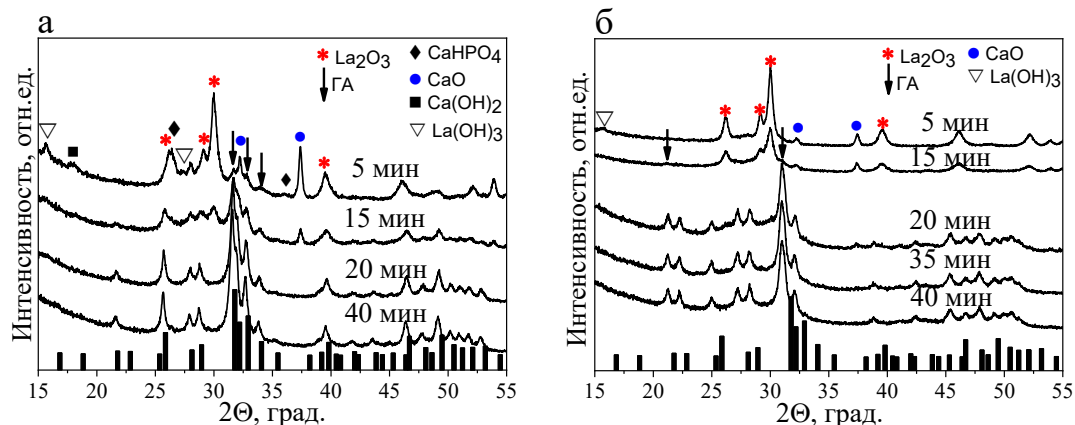 а
✱ La2O3
↓ ГА
◆ CaHPO4
● CaO
■ Ca(OH)2
▽ La(OH)3
5 мин
15 мин
20 мин
40 мин
Интенсивность, отн.ед.
15 20 25 30 35 40 45 50 55
2Θ, град.
б
✱ La2O3
↓ ГА
● CaO
▽ La(OH)3
5 мин
15 мин
20 мин
35 мин
40 мин
Интенсивность, отн.ед.
15 20 25 30 35 40 45 50 55
2Θ, град.